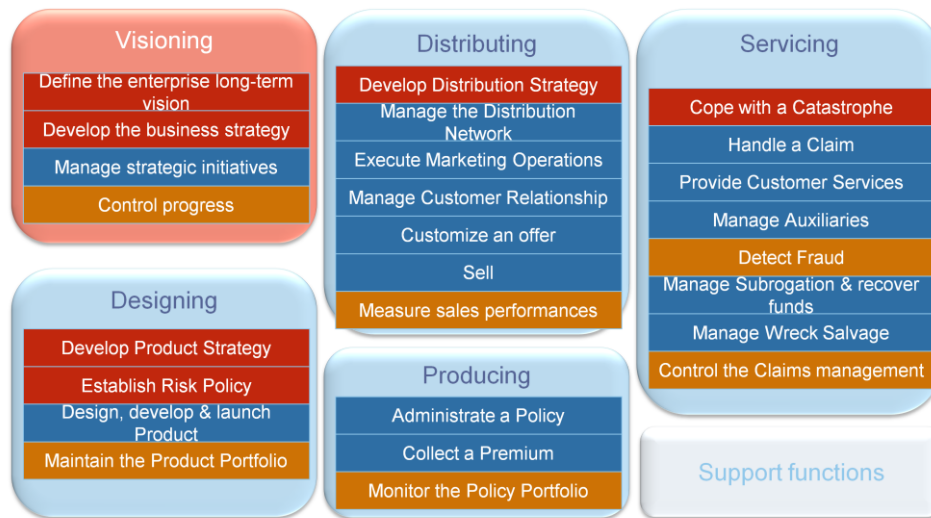 Visioning
Define the enterprise long-term
vision
Develop the business strategy
Manage strategic initiatives
Control progress
Designing
Develop Product Strategy
Establish Risk Policy
Design, develop & launch
Product
Maintain the Product Portfolio
Distributing
Develop Distribution Strategy
Manage the Distribution
Network
Execute Marketing Operations
Manage Customer Relationship
Customize an offer
Sell
Measure sales performances
Producing
Administrate a Policy
Collect a Premium
Monitor the Policy Portfolio
Servicing
Cope with a Catastrophe
Handle a Claim
Provide Customer Services
Manage Auxiliaries
Detect Fraud
Manage Subrogation & recover
funds
Manage Wreck Salvage
Control the Claims management
Support functions